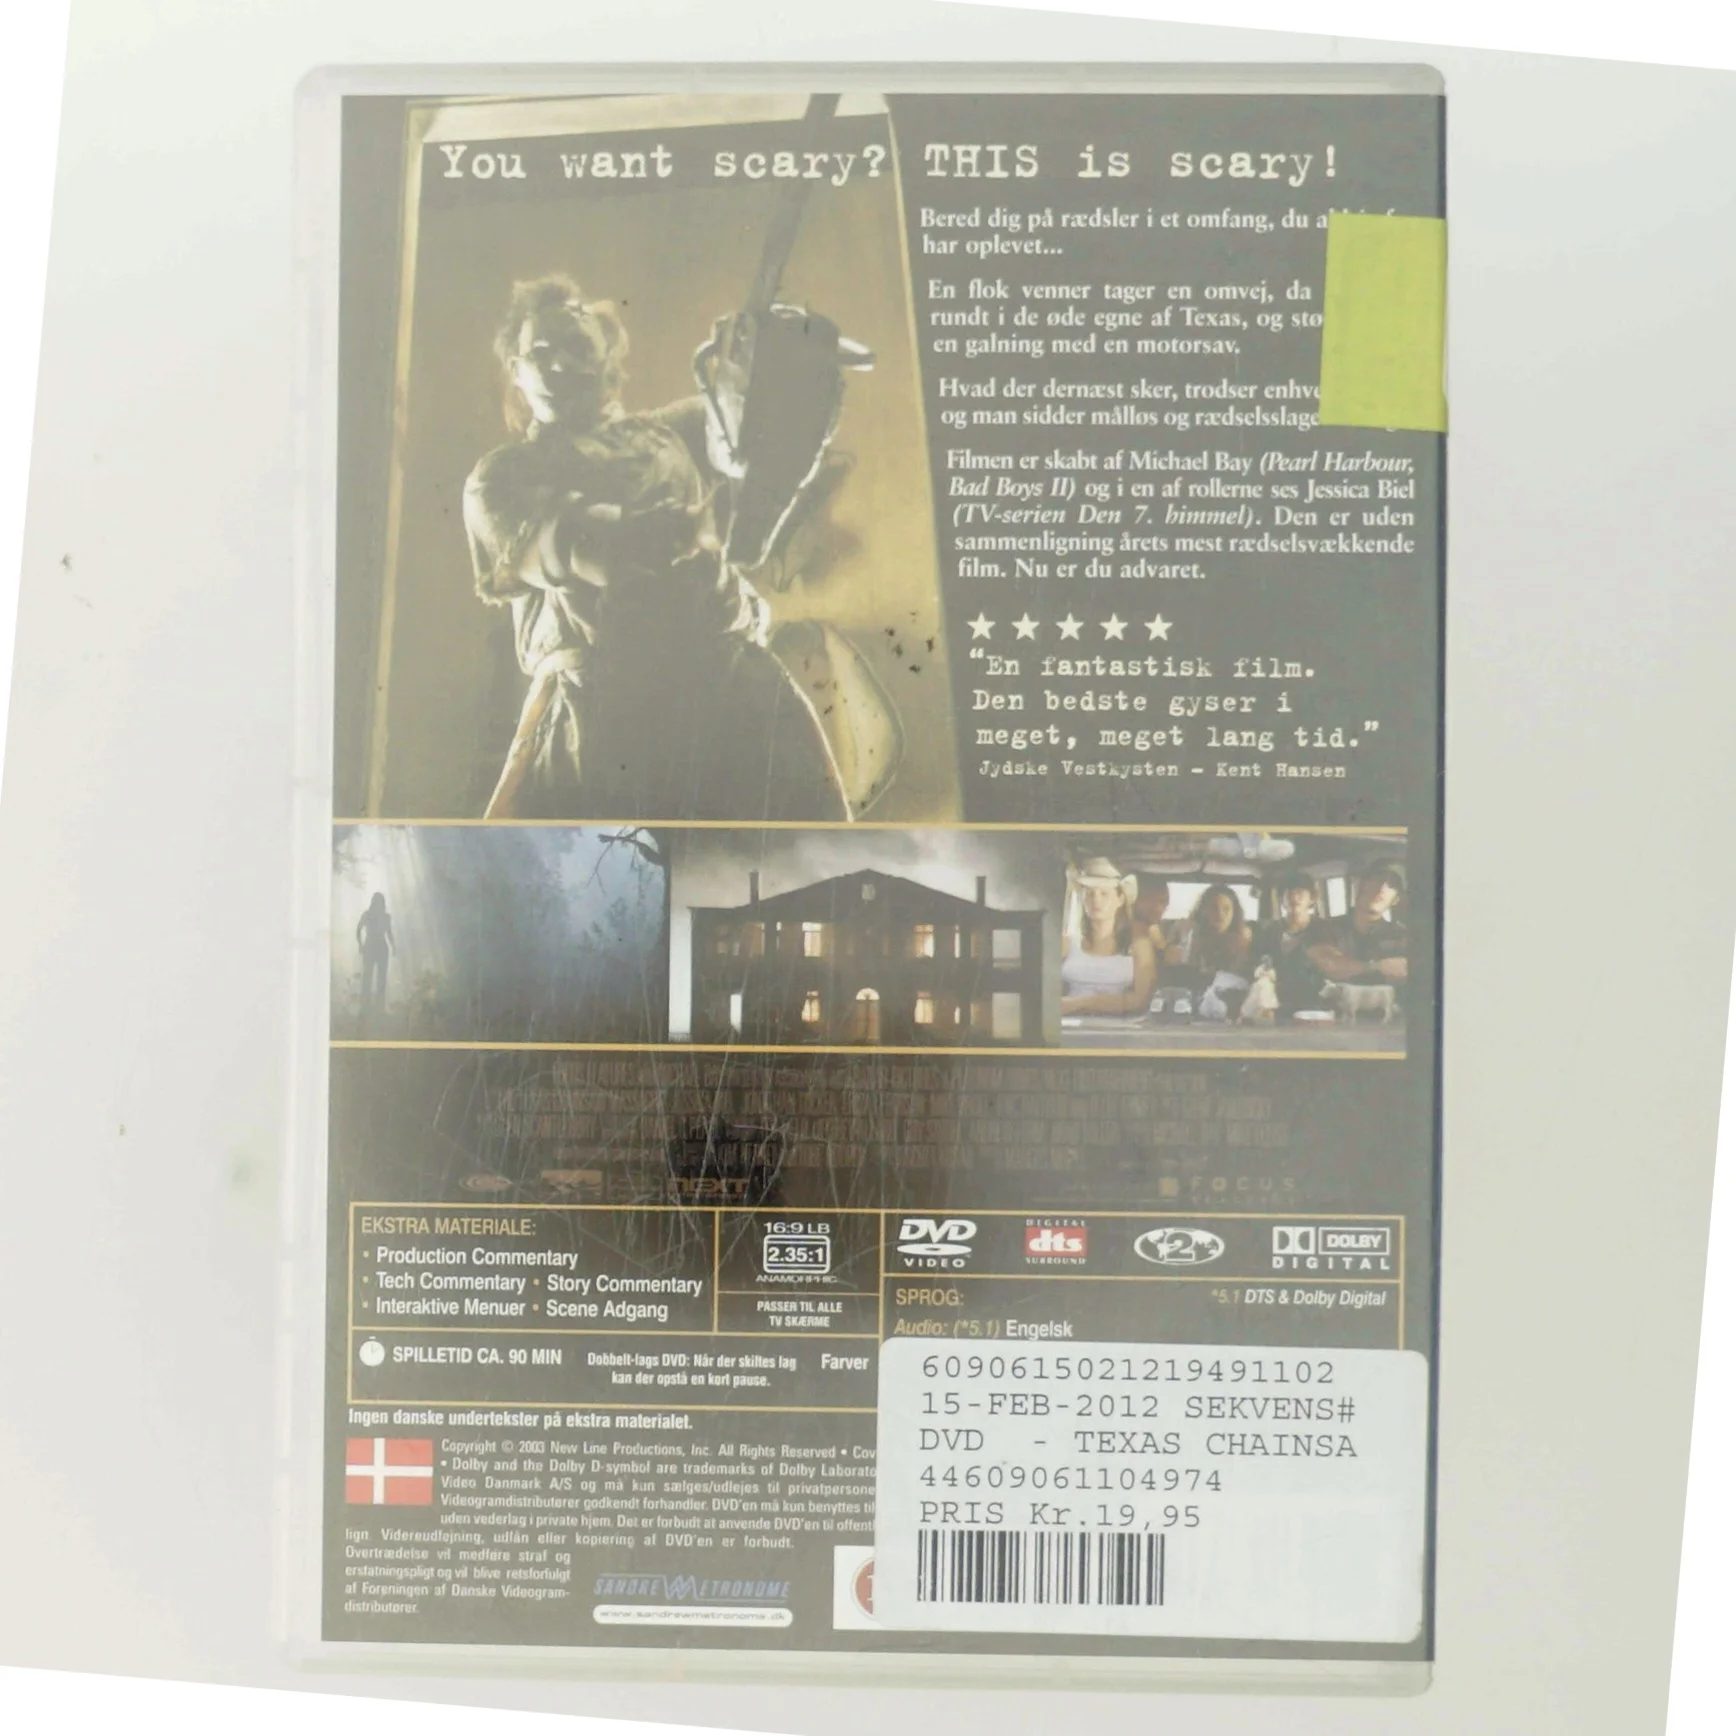 You want scary? THIS is scary!
Bered dig på rædsler i et omfang, du
har oplevet...
En flok venner tager en omvej, da
rundt i de øde egne af Texas, og
en galning med en motorsav.
Hvad der dernæst sker, trodser
og man sidder målløs og
Filmen er skabt af Michael Bay (Pearl Harbour,
Bad Boys II) og i en af rollerne ses Jessica Biel
(TV-serien Den 7. himmel). Den er uden
sammenligning årets mest rædselsvækkende
film. Nu er du advaret.
★ ★ ★ ★ ★
"En fantastisk film.
Den bedste gyser i
meget, meget lang tid."
Jydske Vestkysten - Kent Hansen
NEXT
FOCUS
EKSTRA MATERIALE:
• Production Commentary
• Tech Commentary • Story Commentary
• Interaktive Menuer • Scene Adgang
16:9 LB
2.35:1
ANAMORPHIC
PASSER TIL ALLE
TV SKÆRME
DVD
VIDEO
DIGITAL
dts
SURROUND
2
DOLBY
DIGITAL
SPROG:
*5.1 DTS & Dolby Digital
Audio: (*5.1) Engelsk
SPILLETID CA. 90 MIN
Dobbelt-lags DVD: Når der skiftes lag
kan der opstå en kort pause.
Farver
Ingen danske undertekster på ekstra materialet.
Copyright © 2003 New Line Productions, Inc. All Rights Reserved •
• Dolby and the Dolby D-symbol are trademarks of Dolby
Video Danmark A/S og må kun sælges/udlejes til
Videogramdistributører godkendt forhandler. DVD'en må kun benyttes
uden vederlag i private hjem. Det er forbudt at anvende DVD'en til
lign. Videreudlejning, udlån eller kopiering af DVD'en er forbudt.
Overtrædelse vil medføre straf og
erstatningspligt og vil blive retsforfulgt
af Foreningen af Danske Videogram-
distributører.
SANDREW METRONOME
www.sandrewmetronome.dk
6090615021219491102
15-FEB-2012 SEKVENS#
DVD - TEXAS CHAINSA
44609061104974
PRIS Kr.19,95